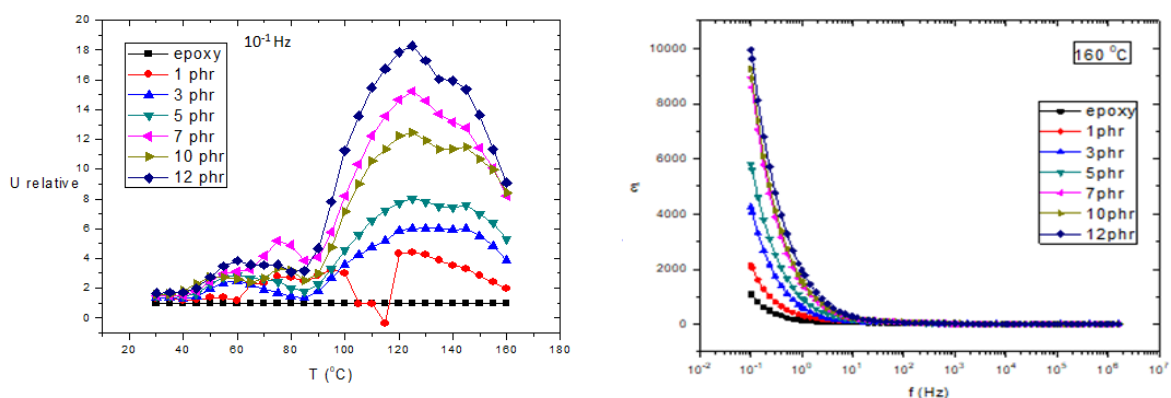 10⁻¹ Hz
epoxy
1 phr
3 phr
5 phr
7 phr
10 phr
12 phr
U relative
20
18
16
14
12
10
8
6
4
2
0
20 40 60 80 100 120 140 160 180
T (°C)
160 °C
epoxy
1phr
3phr
5phr
7phr
10phr
12phr
10000
8000
6000
4000
2000
0
10⁻² 10⁻¹ 10⁰ 10¹ 10² 10³ 10⁴ 10⁵ 10⁶ 10⁷
f (Hz)